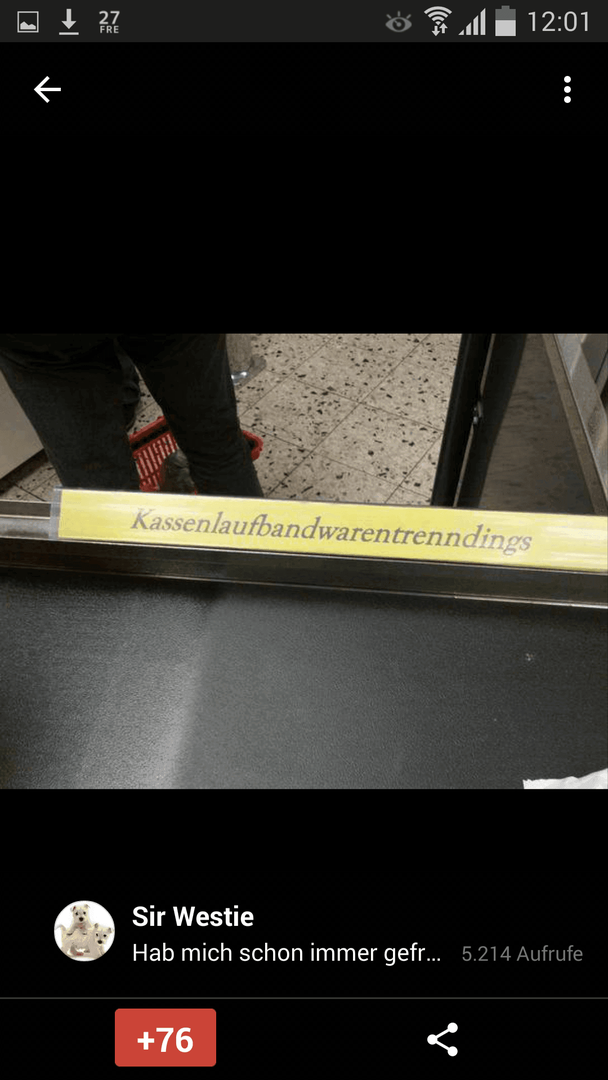 27
FRE
12:01
Kassenlaufbandwarentrenndings
Sir Westie
Hab mich schon immer gefr...
5.214 Aufrufe
+76